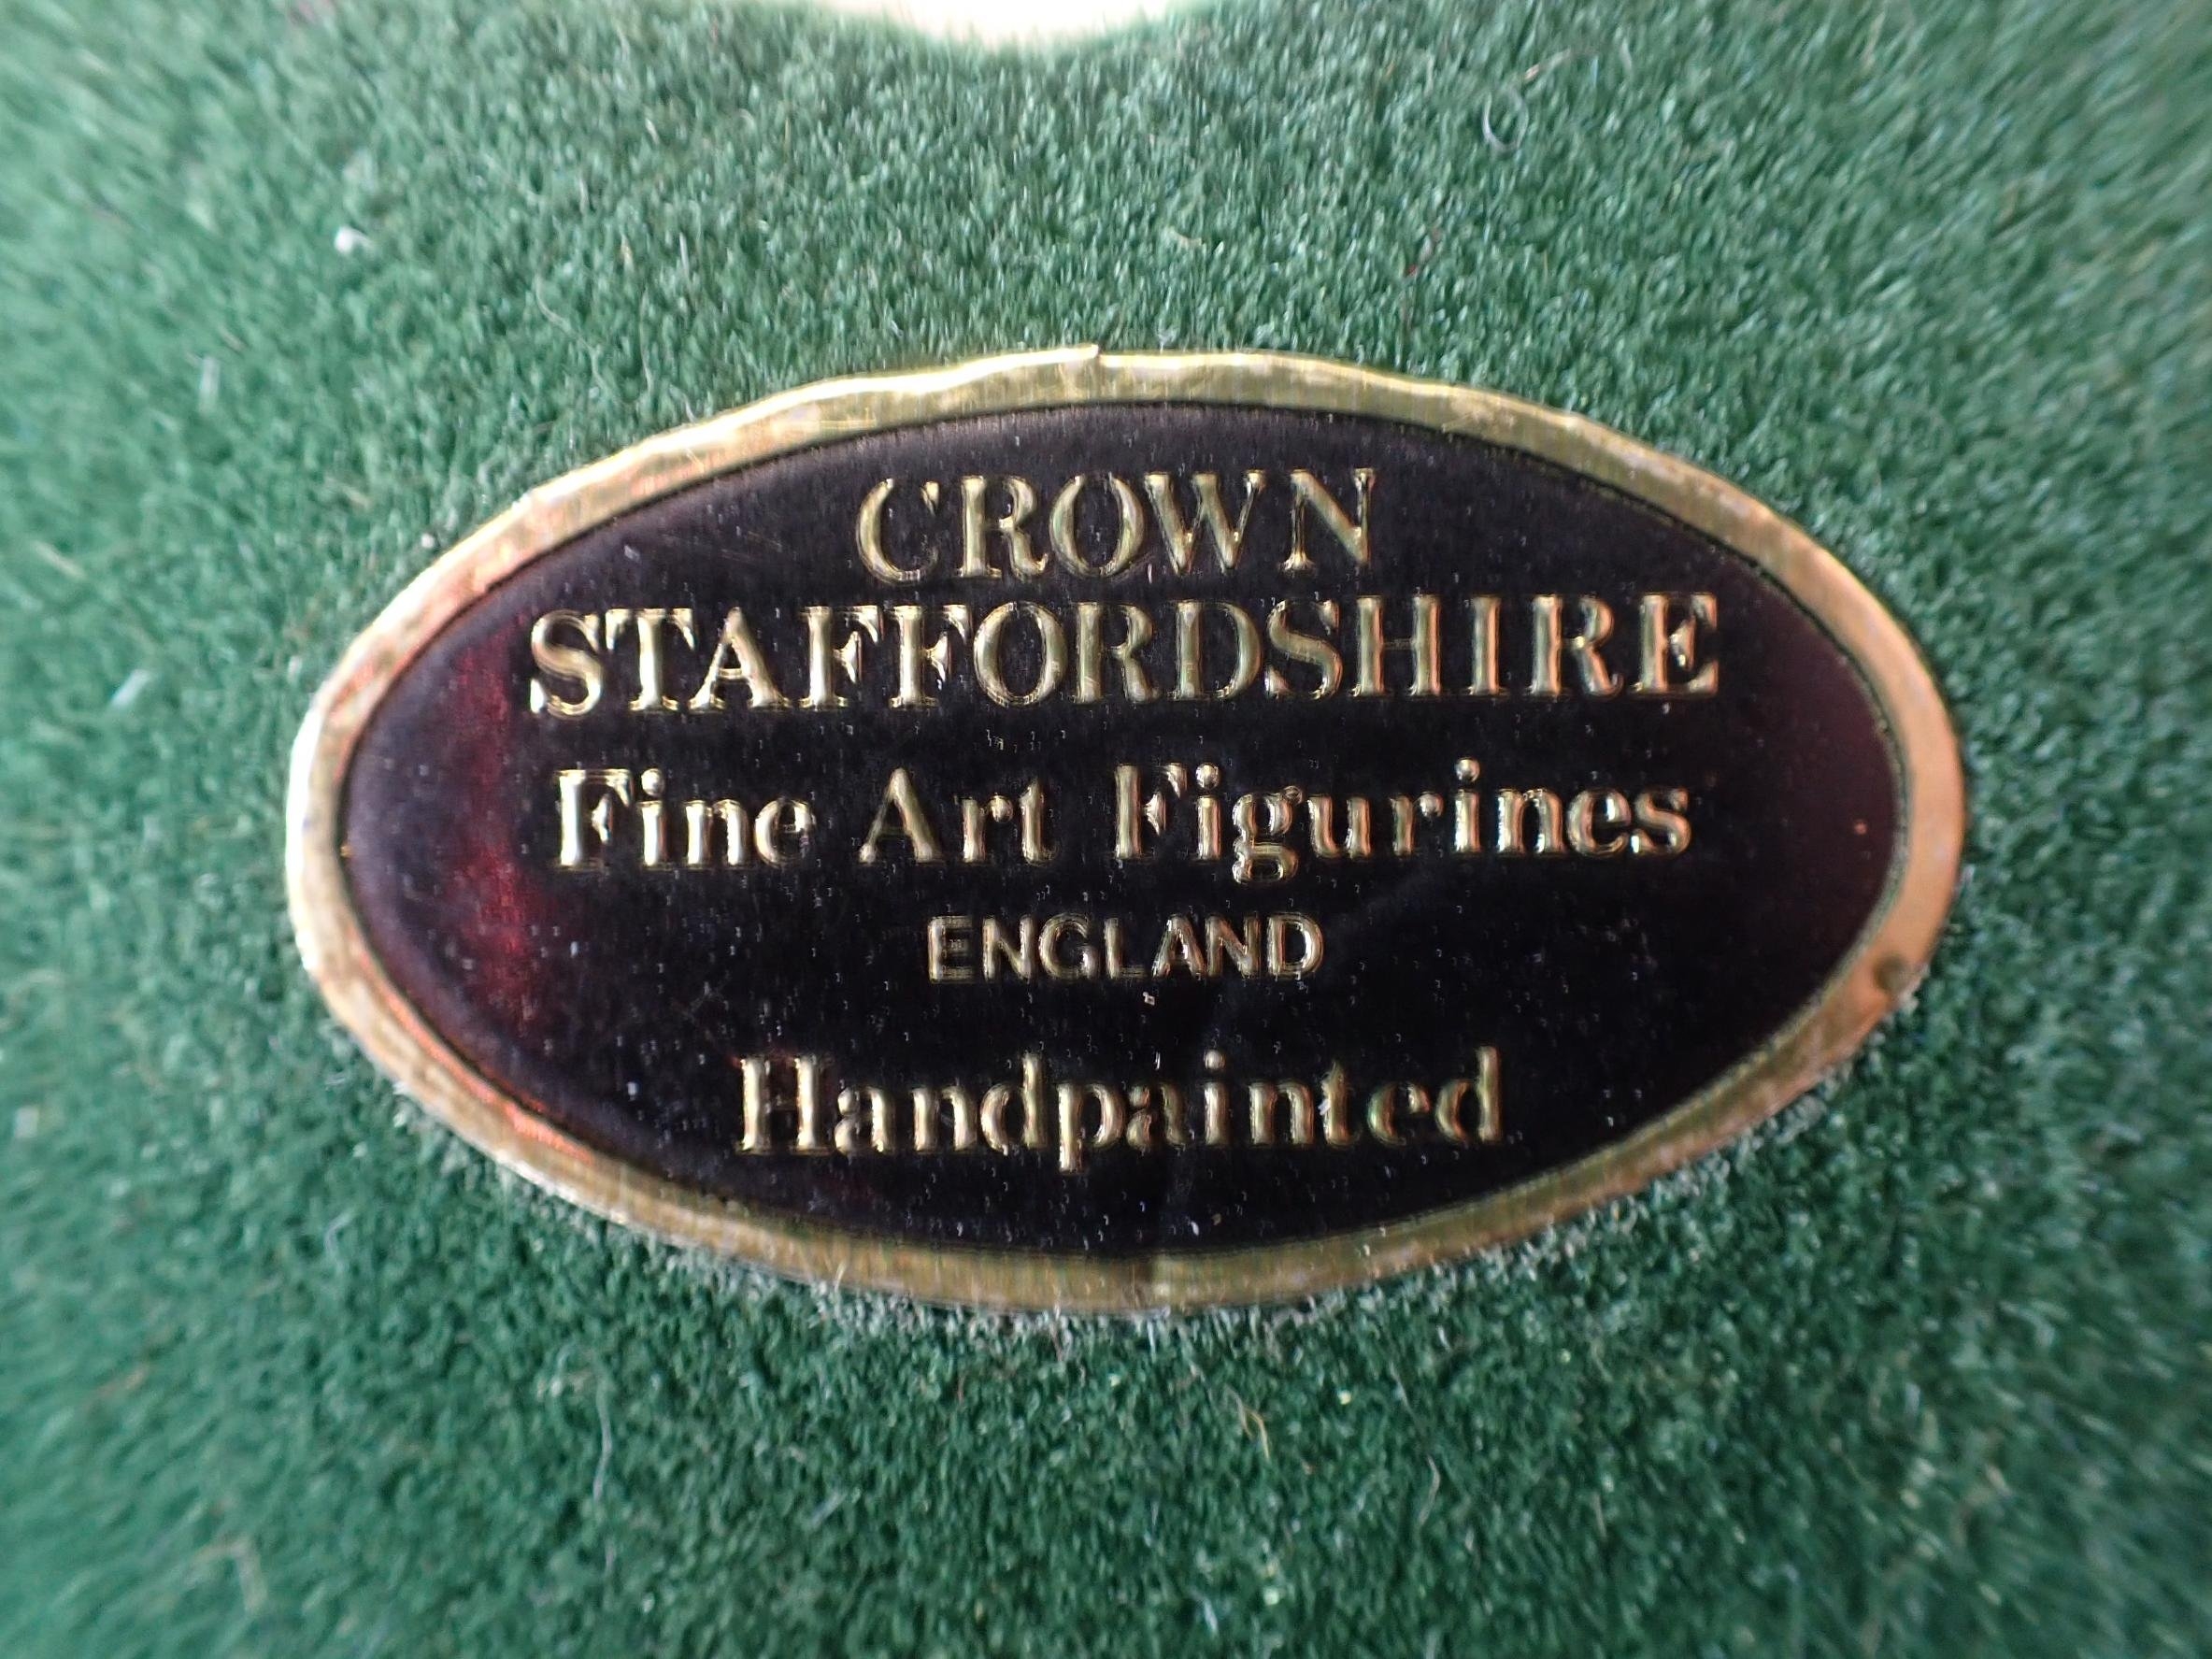 CROWN
STAFFORDSHIRE
Fine Art Figurines
ENGLAND
Handpainted